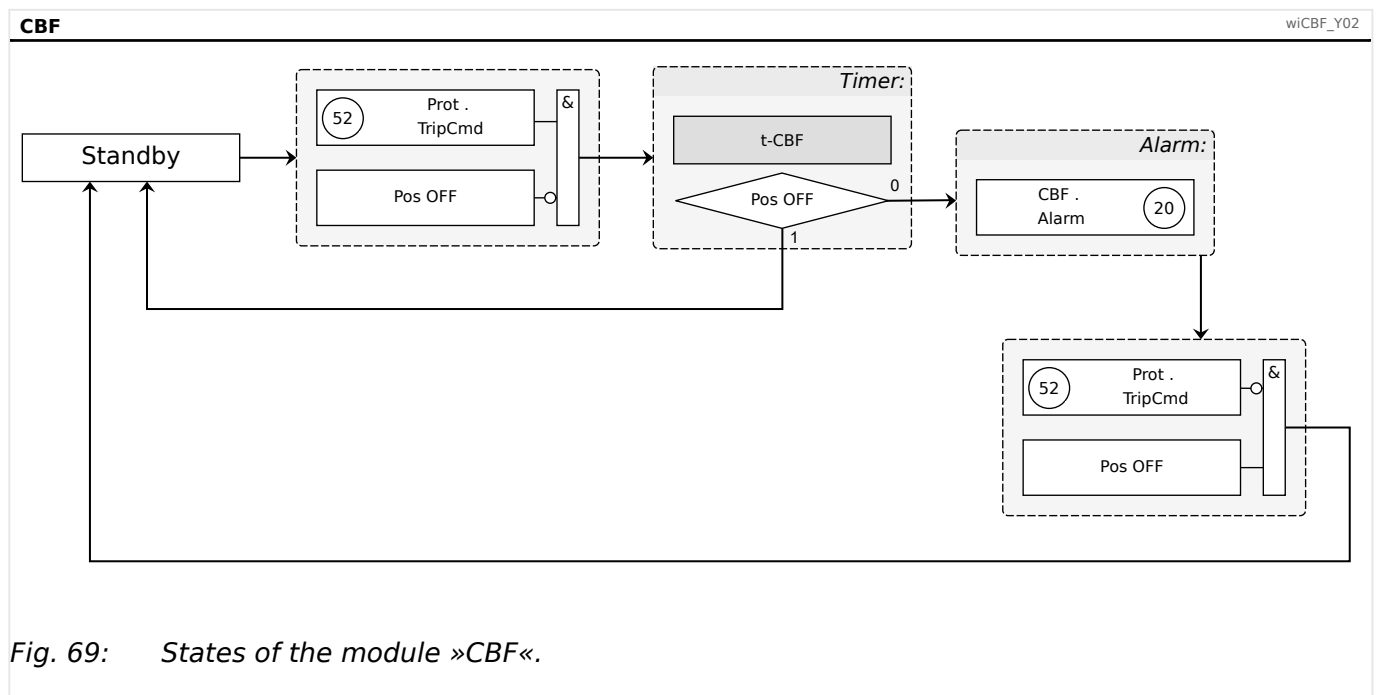 CBF
wiCBF_Y02
Standby
52
Prot .
TripCmd
&
Pos OFF
Timer:
t-CBF
Pos OFF
0
1
Alarm:
CBF .
Alarm
20
52
Prot .
TripCmd
&
Pos OFF
Fig. 69: States of the module »CBF«.